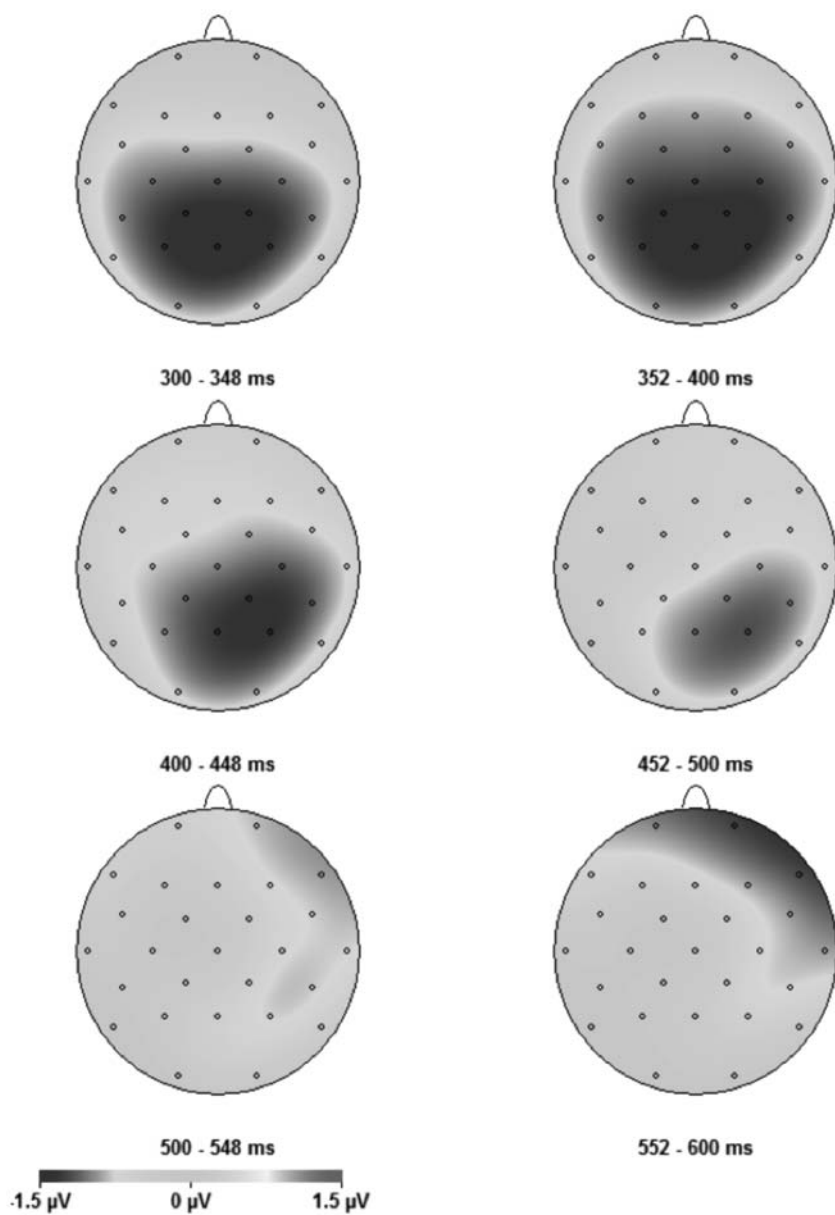 300 - 348 ms
352 - 400 ms
400 - 448 ms
452 - 500 ms
500 - 548 ms
552 - 600 ms
-1.5 µV 0 µV 1.5 µV